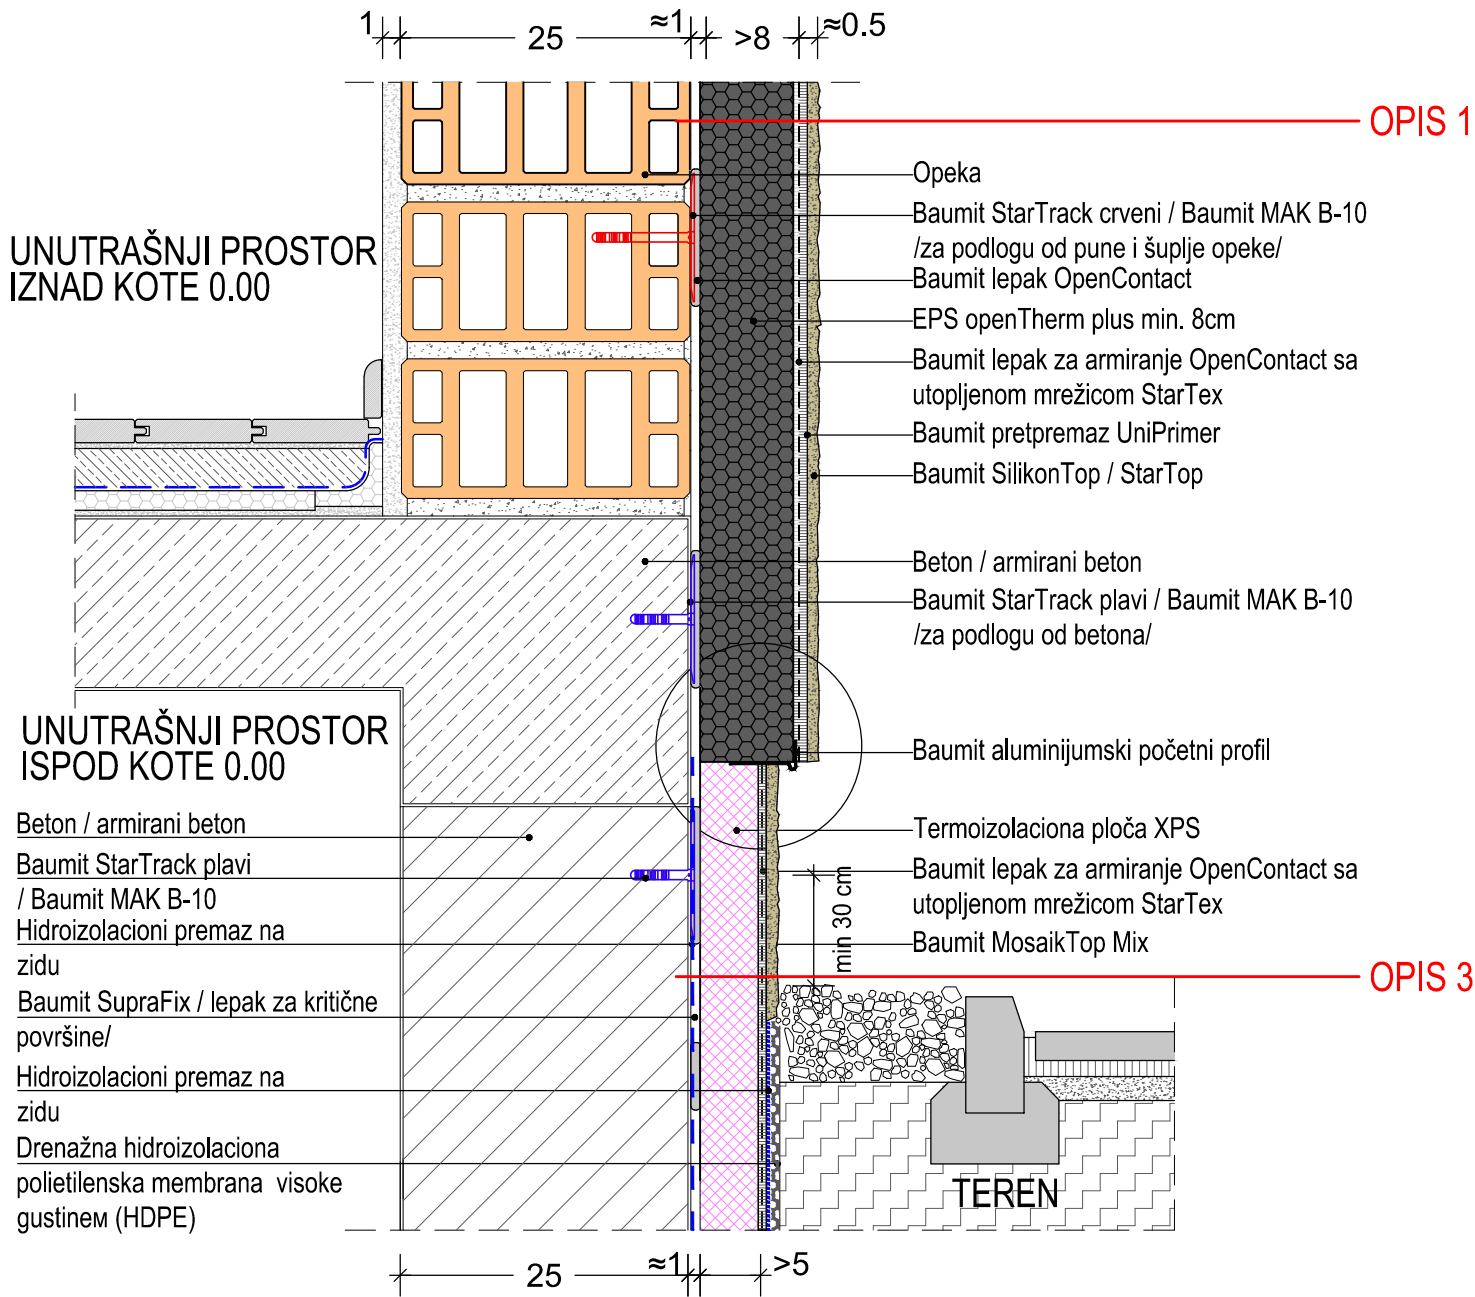 1
25
≈1
>8
≈0.5
OPIS 1
Opeka
Baumit StarTrack crveni / Baumit MAK B-10
/za podlogu od pune i šuplje opeke/
Baumit lepak OpenContact
EPS openTherm plus min. 8cm
Baumit lepak za armiranje OpenContact sa
utopljenom mrežicom StarTex
Baumit pretpremaz UniPrimer
Baumit SilikonTop / StarTop
UNUTRAŠNJI PROSTOR
IZNAD KOTE 0.00
Beton / armirani beton
Baumit StarTrack plavi / Baumit MAK B-10
/za podlogu od betona/
Baumit aluminijumski početni profil
Termoizolaciona ploča XPS
Baumit lepak za armiranje OpenContact sa
utopljenom mrežicom StarTex
Baumit MosaikTop Mix
min 30 cm
OPIS 3
UNUTRAŠNJI PROSTOR
ISPOD KOTE 0.00
Beton / armirani beton
Baumit StarTrack plavi
/ Baumit MAK B-10
Hidroizolacioni premaz na
zidu
Baumit SupraFix / lepak za kritične
površine/
Hidroizolacioni premaz na
zidu
Drenažna hidroizolaciona
polietilenska membrana visoke
gustineм (HDPE)
TEREN
25
≈1
>5